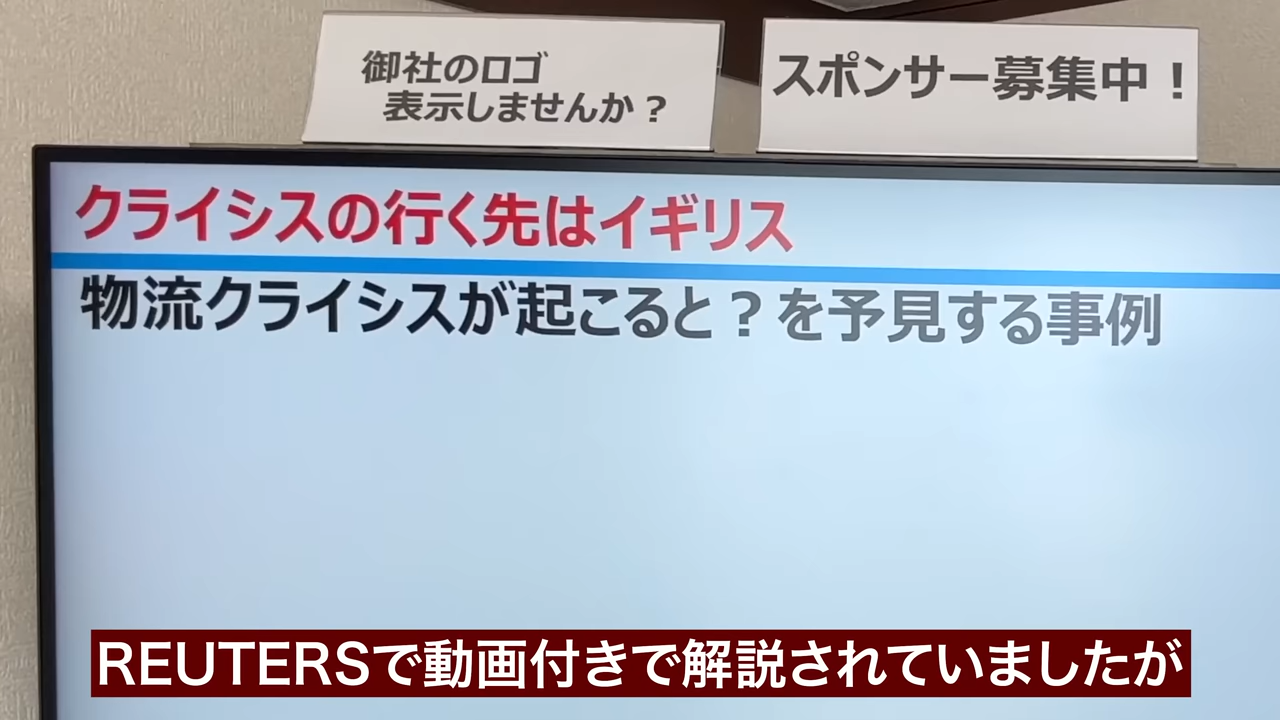 御社のロゴ
表示しませんか？
スポンサー募集中！
クライシスの行く先はイギリス
物流クライシスが起こると？を予見する事例
REUTERSで動画付きで解説されていましたが